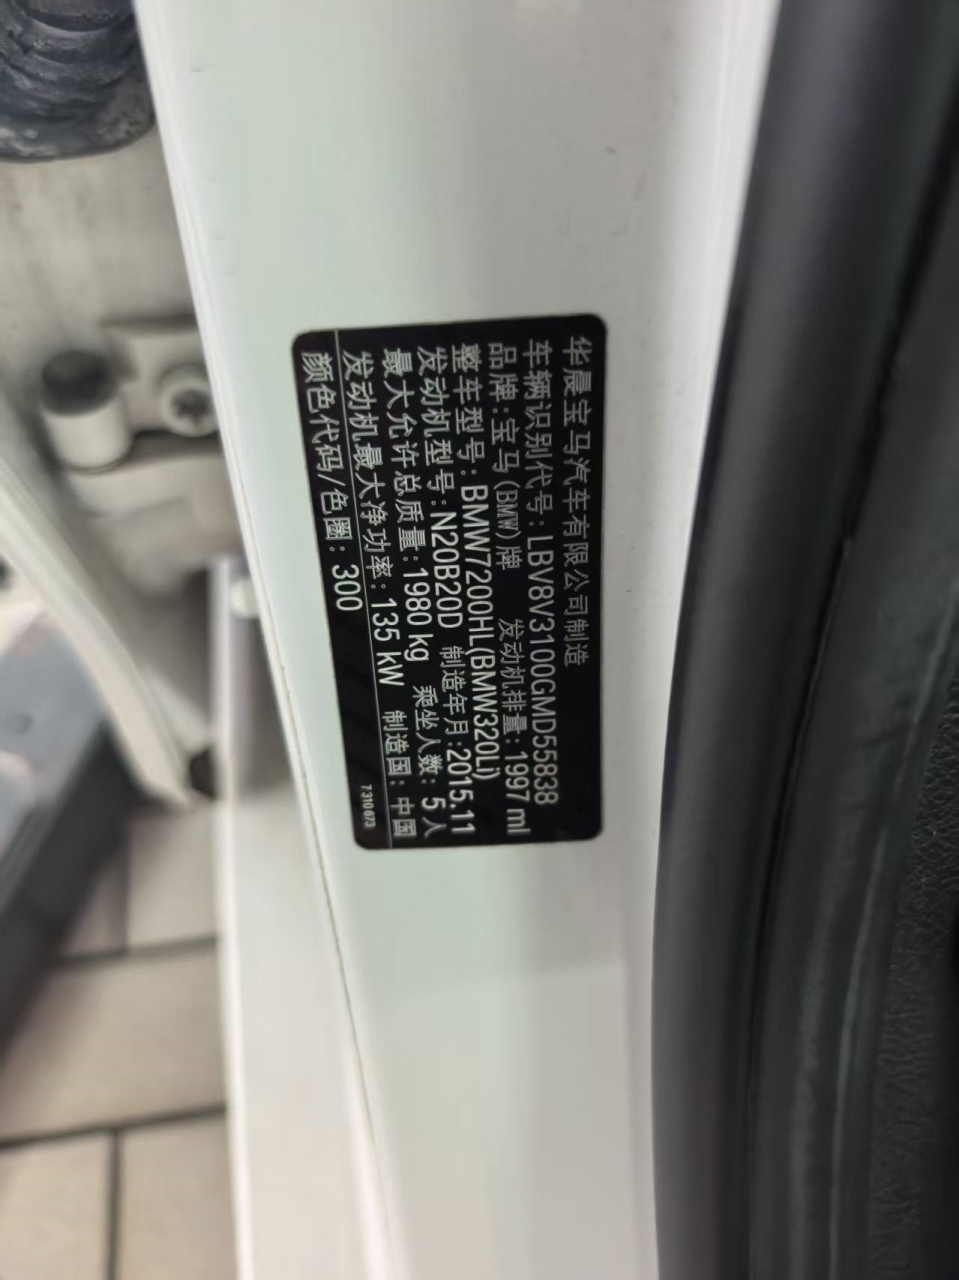 华晨宝马汽车有限公司制造
车辆识别代号:LBV8V3100GMD55838
品牌:宝马(BMW)牌 发动机排量:1997 ml
整车型号:BMW7200HL(BMW320Li)
发动机型号:N20B20D 制造年月:2015.11
最大允许总质量:1980 kg 乘坐人数:5人
发动机最大净功率:135 kW 制造国:中国
颜色代码/色圈:300
7310673